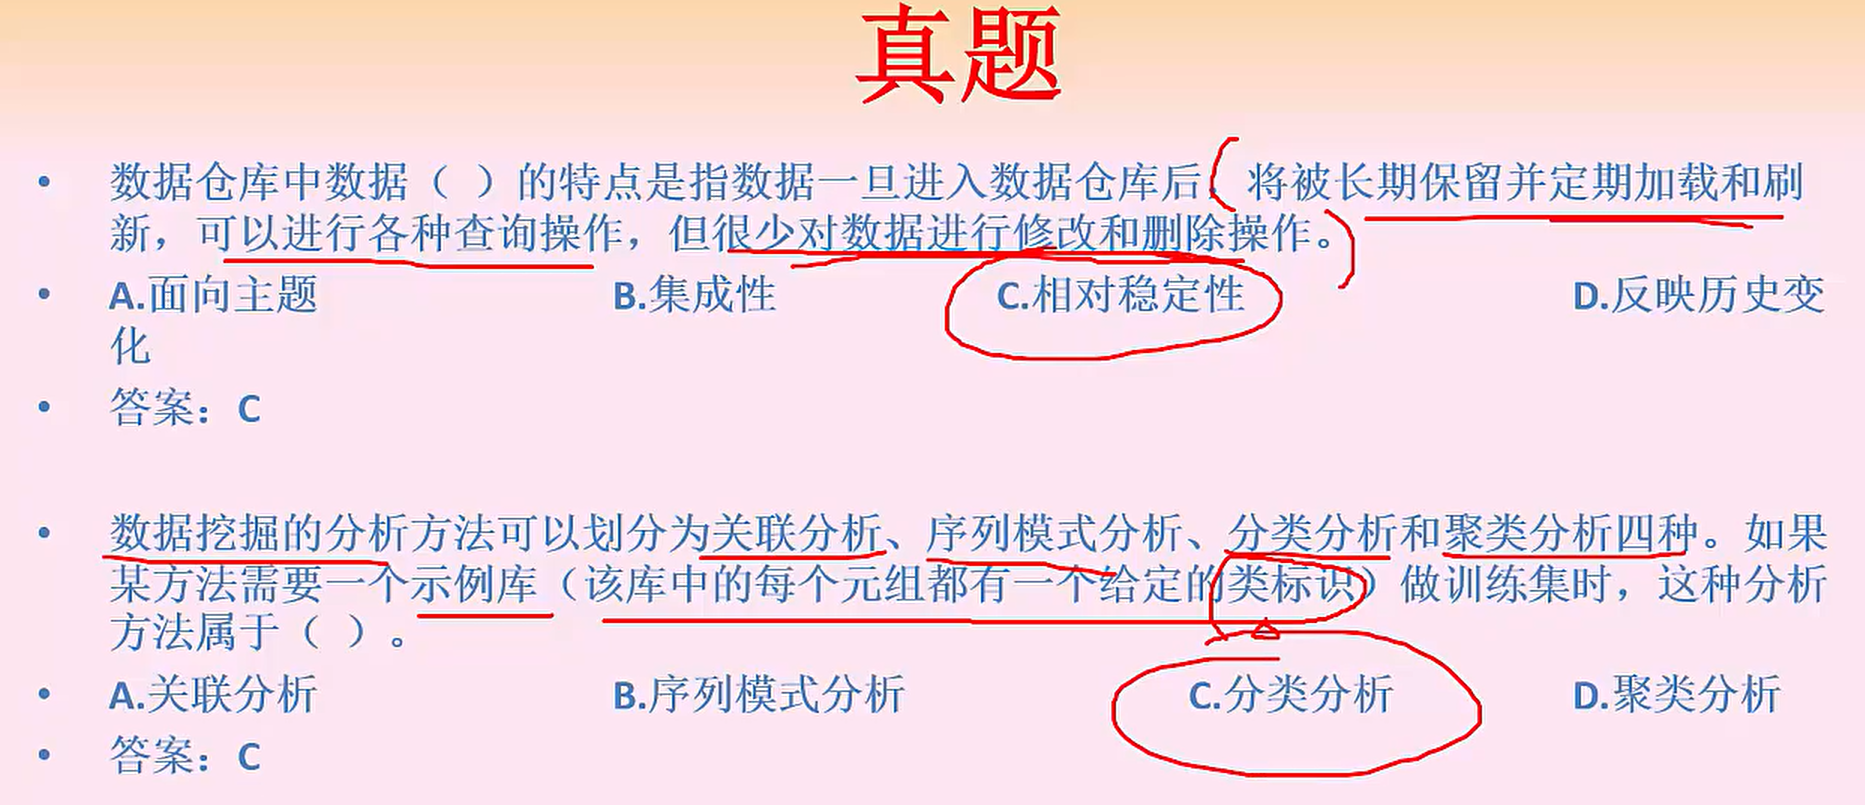 真题
• 数据仓库中数据（ ）的特点是指数据一旦进入数据仓库后，将被长期保留并定期加载和刷
新，可以进行各种查询操作，但很少对数据进行修改和删除操作。
• A.面向主题 B.集成性 C.相对稳定性 D.反映历史变
化
• 答案：C
• 数据挖掘的分析方法可以划分为关联分析、序列模式分析、分类分析和聚类分析四种。如果
某方法需要一个示例库（该库中的每个元组都有一个给定的类标识）做训练集时，这种分析
方法属于（ ）。
• A.关联分析 B.序列模式分析 C.分类分析 D.聚类分析
• 答案：C